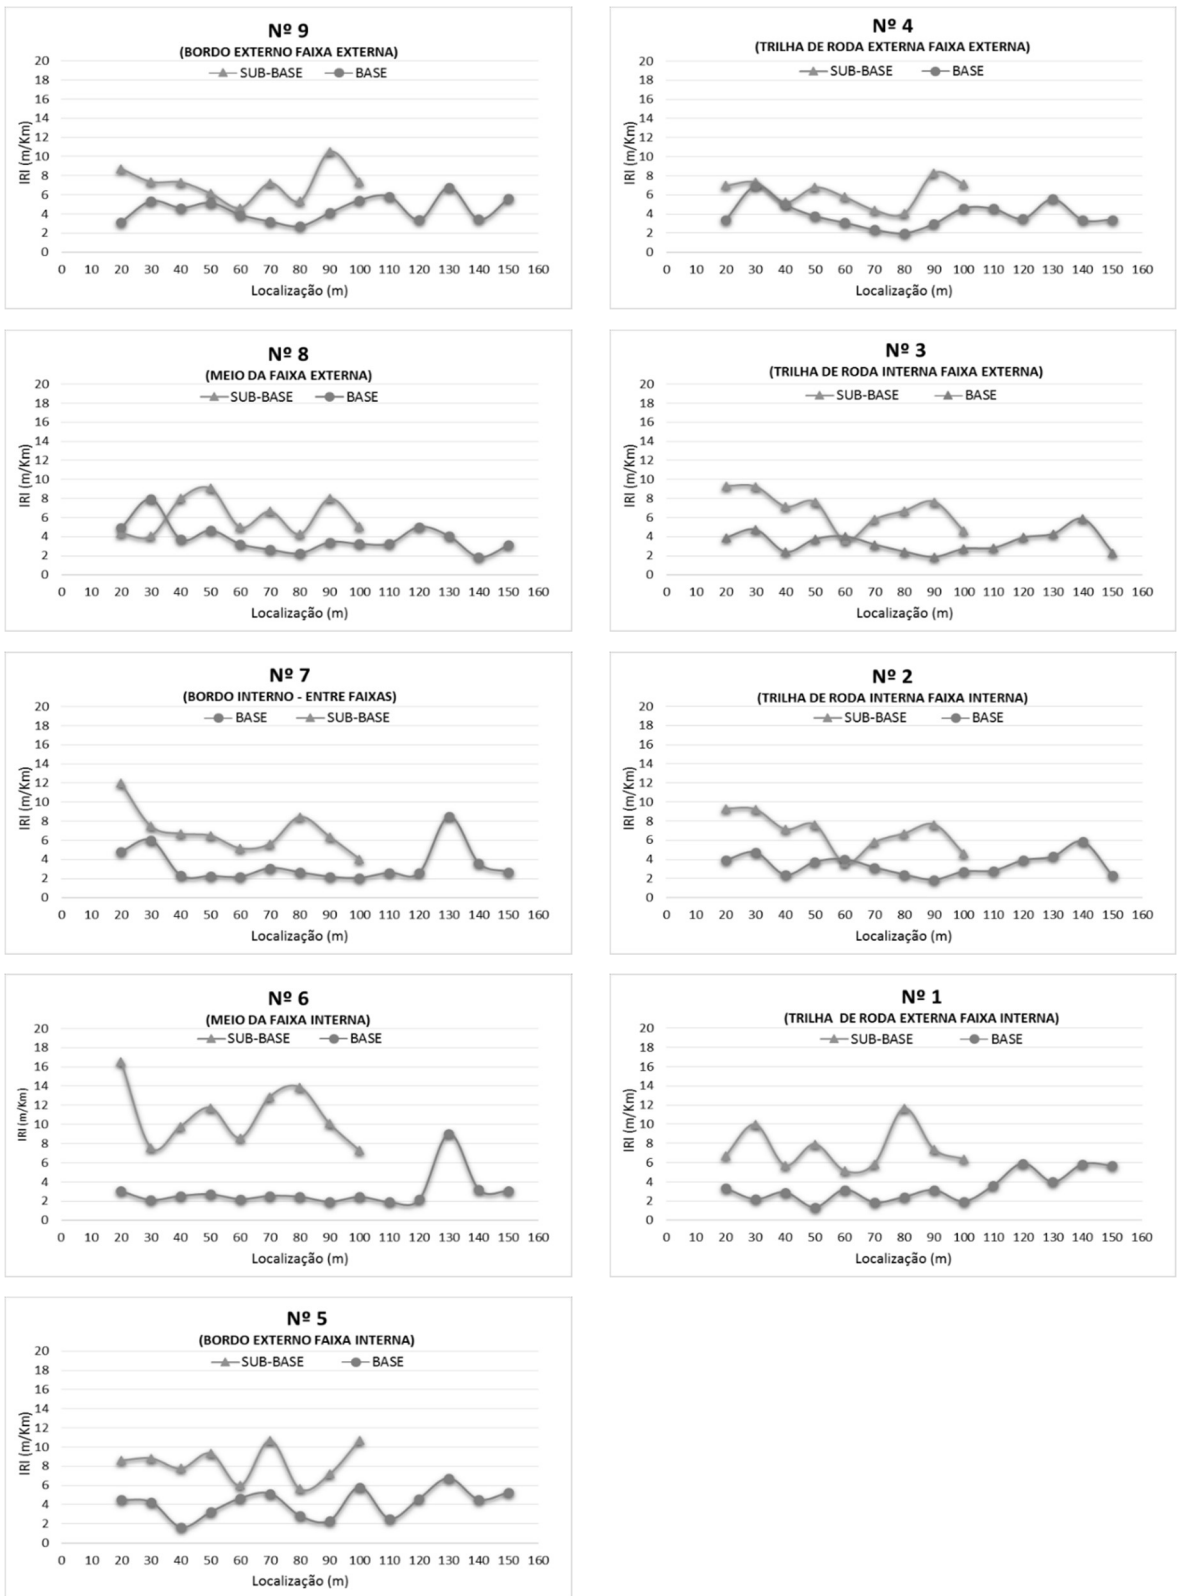 Nº 9
(BORDO EXTERNO FAIXA EXTERNA)
SUB-BASE BASE
20
18
16
14
12
10
8
6
4
2
0
IRI (m/Km)
0 10 20 30 40 50 60 70 80 90 100 110 120 130 140 150 160
Localização (m)
Nº 4
(TRILHA DE RODA EXTERNA FAIXA EXTERNA)
SUB-BASE BASE
20
18
16
14
12
10
8
6
4
2
0
IRI (m/Km)
0 10 20 30 40 50 60 70 80 90 100 110 120 130 140 150 160
Localização (m)
Nº 8
(MEIO DA FAIXA EXTERNA)
SUB-BASE BASE
20
18
16
14
12
10
8
6
4
2
0
IRI (m/Km)
0 10 20 30 40 50 60 70 80 90 100 110 120 130 140 150 160
Localização (m)
Nº 3
(TRILHA DE RODA INTERNA FAIXA EXTERNA)
SUB-BASE BASE
20
18
16
14
12
10
8
6
4
2
0
IRI (m/Km)
0 10 20 30 40 50 60 70 80 90 100 110 120 130 140 150 160
Localização (m)
Nº 7
(BORDO INTERNO - ENTRE FAIXAS)
BASE SUB-BASE
20
18
16
14
12
10
8
6
4
2
0
IRI (m/Km)
0 10 20 30 40 50 60 70 80 90 100 110 120 130 140 150 160
Localização (m)
Nº 2
(TRILHA DE RODA INTERNA FAIXA INTERNA)
SUB-BASE BASE
20
18
16
14
12
10
8
6
4
2
0
IRI (m/Km)
0 10 20 30 40 50 60 70 80 90 100 110 120 130 140 150 160
Localização (m)
Nº 6
(MEIO DA FAIXA INTERNA)
SUB-BASE BASE
20
18
16
14
12
10
8
6
4
2
0
IRI (m/Km)
0 10 20 30 40 50 60 70 80 90 100 110 120 130 140 150 160
Localização (m)
Nº 1
(TRILHA DE RODA EXTERNA FAIXA INTERNA)
SUB-BASE BASE
20
18
16
14
12
10
8
6
4
2
0
IRI (m/Km)
0 10 20 30 40 50 60 70 80 90 100 110 120 130 140 150 160
Localização (m)
Nº 5
(BORDO EXTERNO FAIXA INTERNA)
SUB-BASE BASE
20
18
16
14
12
10
8
6
4
2
0
IRI (m/Km)
0 10 20 30 40 50 60 70 80 90 100 110 120 130 140 150 160
Localização (m)